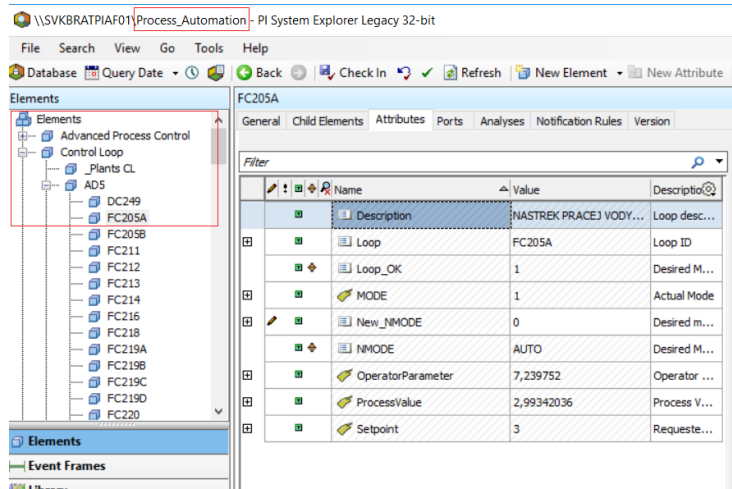 \\SVKBRATPIAF01\Process_Automation - PI System Explorer Legacy 32-bit
File Search View Go Tools Help
Database Query Date Back Check In Refresh New Element New Attribute
Elements
Elements
Advanced Process Control
Control Loop
_Plants CL
AD5
DC249
FC205A
FC205B
FC211
FC212
FC213
FC214
FC216
FC218
FC219A
FC219B
FC219C
FC219D
FC220
Elements
Event Frames
FC205A
General Child Elements Attributes Ports Analyses Notification Rules Version
Filter
Name Value Descriptio
Description NASTREK PRACEJ VODY... Loop desc...
Loop FC205A Loop ID
Loop_OK 1 Desired M...
MODE 1 Actual Mode
New_NMODE 0 Desired m...
NMODE AUTO Desired M...
OperatorParameter 7,239752 Operator ...
ProcessValue 2,99342036 Process V...
Setpoint 3 Requeste...